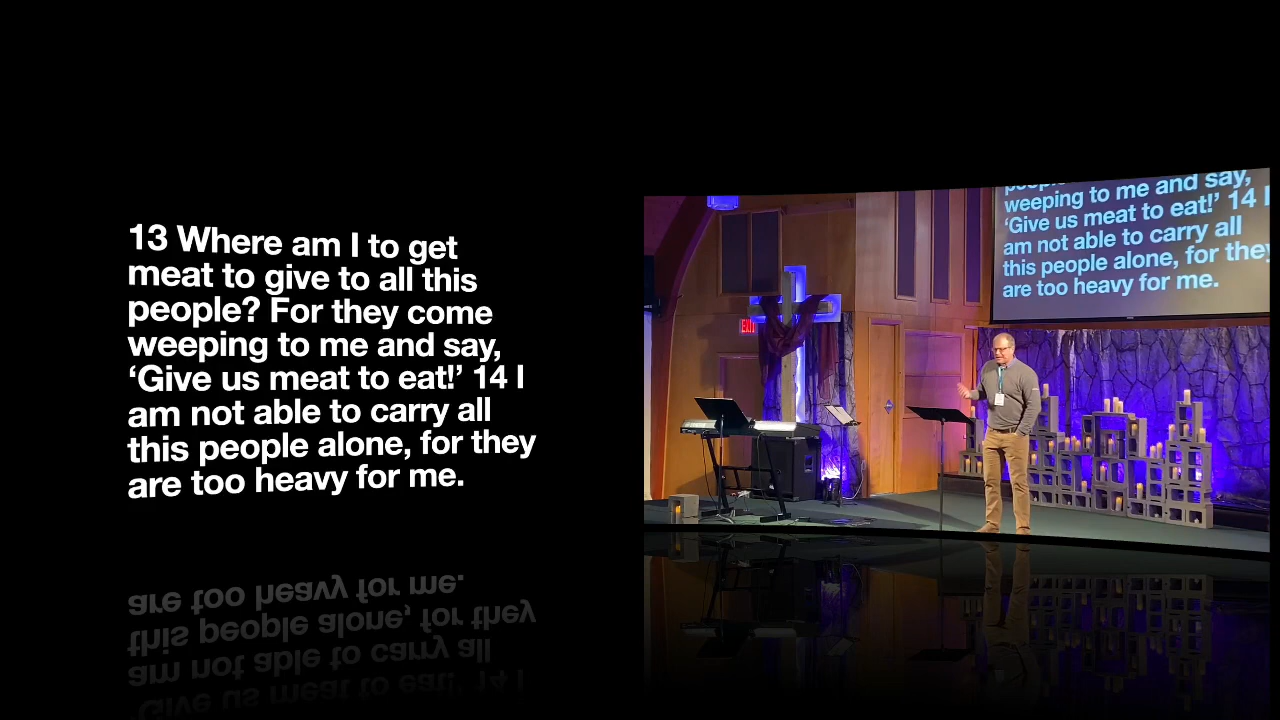 13 Where am I to get
meat to give to all this
people? For they come
weeping to me and say,
‘Give us meat to eat!’ 14 I
am not able to carry all
this people alone, for they
are too heavy for me.
weeping to me and say,
‘Give us meat to eat!’ 14 I
am not able to carry all
this people alone, for they
are too heavy for me.
EXIT